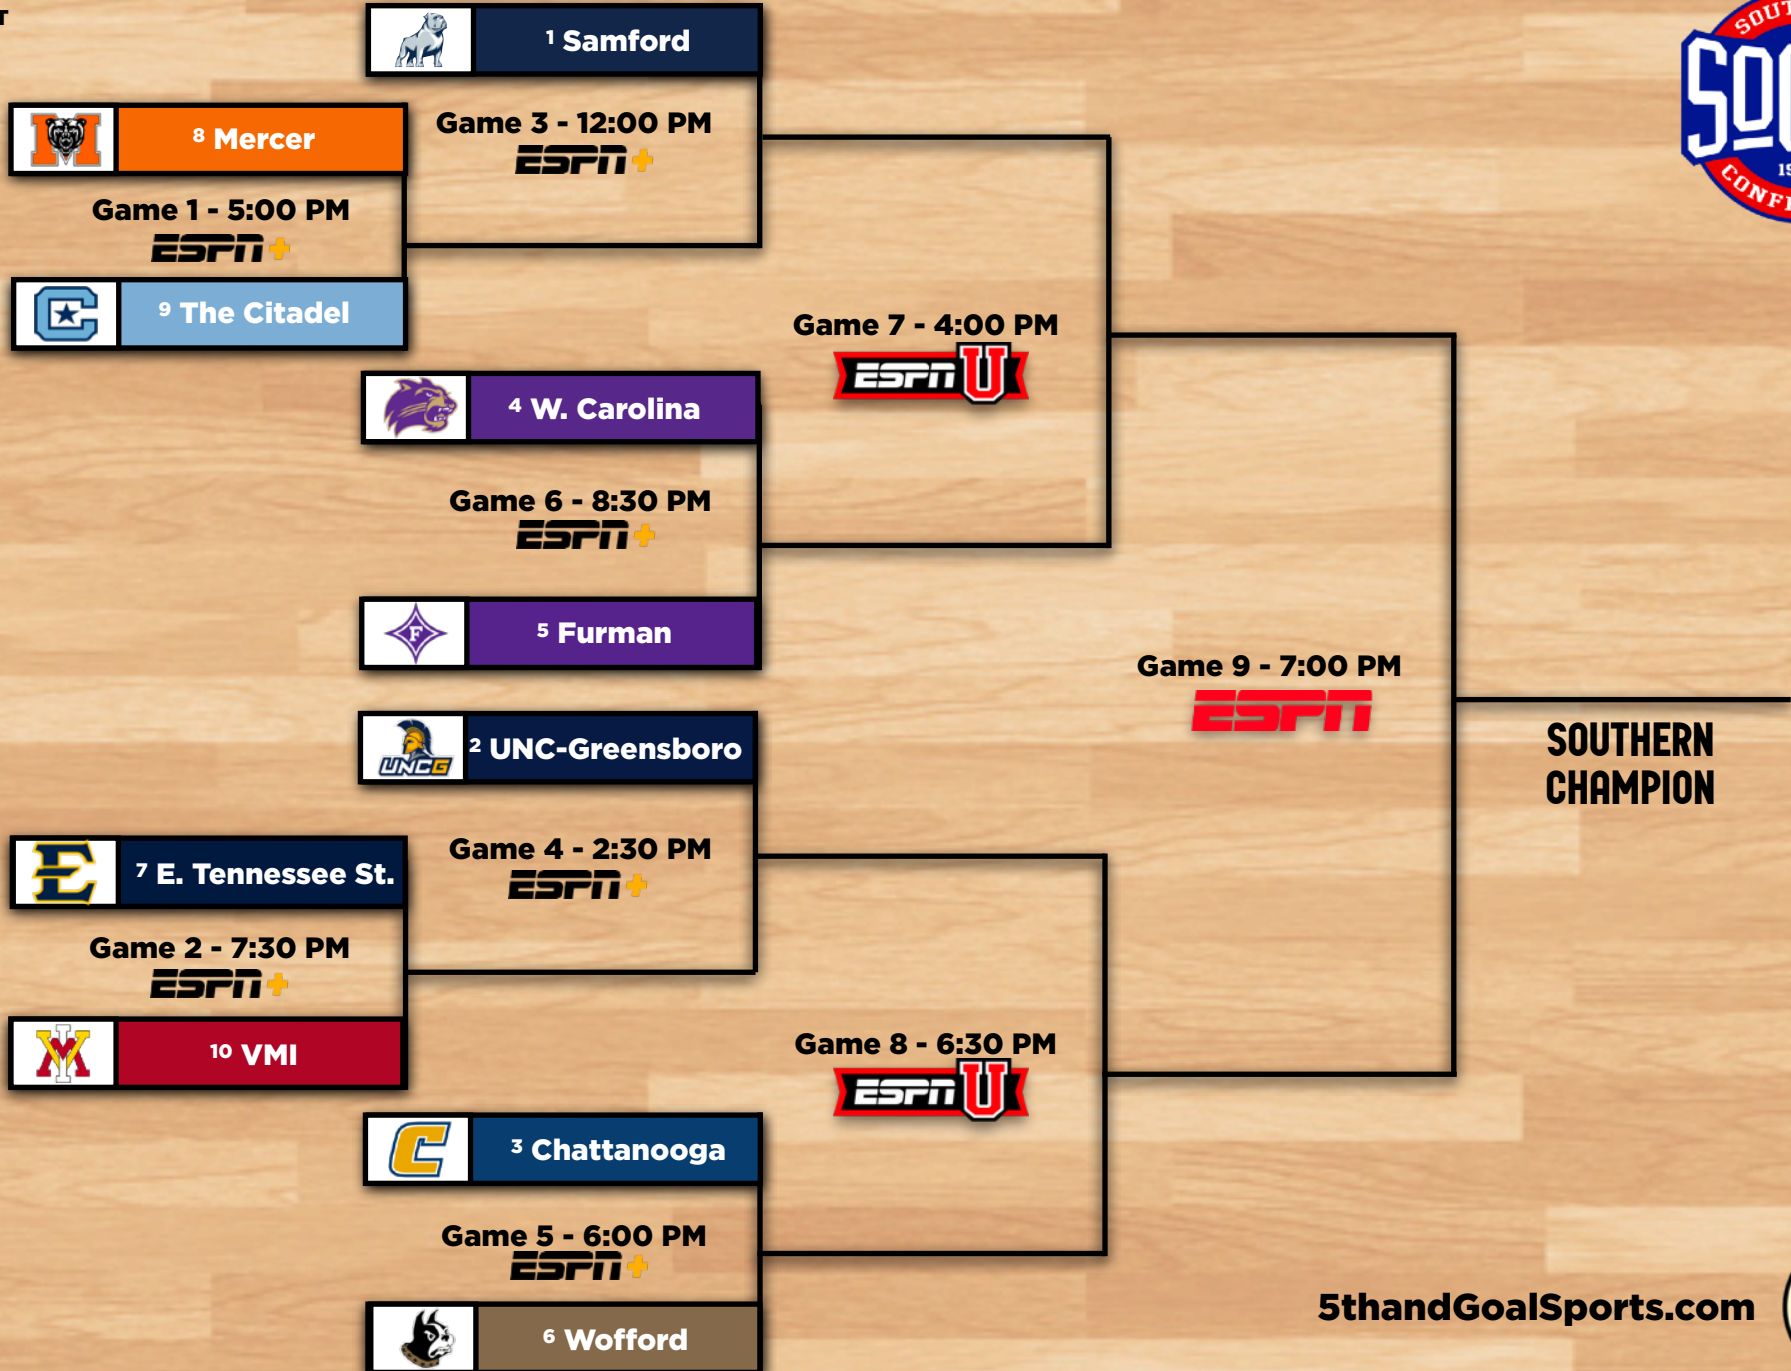 T
1 Samford
8 Mercer
Game 3 - 12:00 PM
ESPN+
Game 1 - 5:00 PM
ESPN+
9 The Citadel
Game 7 - 4:00 PM
ESPNU
4 W. Carolina
Game 6 - 8:30 PM
ESPN+
5 Furman
F
Game 9 - 7:00 PM
ESPN
SOUTHERN
CHAMPION
2 UNC-Greensboro
UNCG
7 E. Tennessee St.
E
Game 4 - 2:30 PM
ESPN+
Game 2 - 7:30 PM
ESPN+
10 VMI
Game 8 - 6:30 PM
ESPNU
3 Chattanooga
C
Game 5 - 6:00 PM
ESPN+
6 Wofford
5thandGoalSports.com